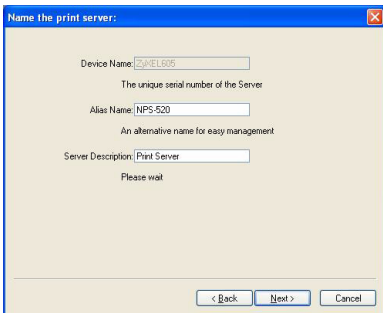 Name the print server:
Device Name: ZyXEL605
The unique serial number of the Server
Alias Name: NPS-520
An alternative name for easy management
Server Description: Print Server
Please wait
< Back Next > Cancel